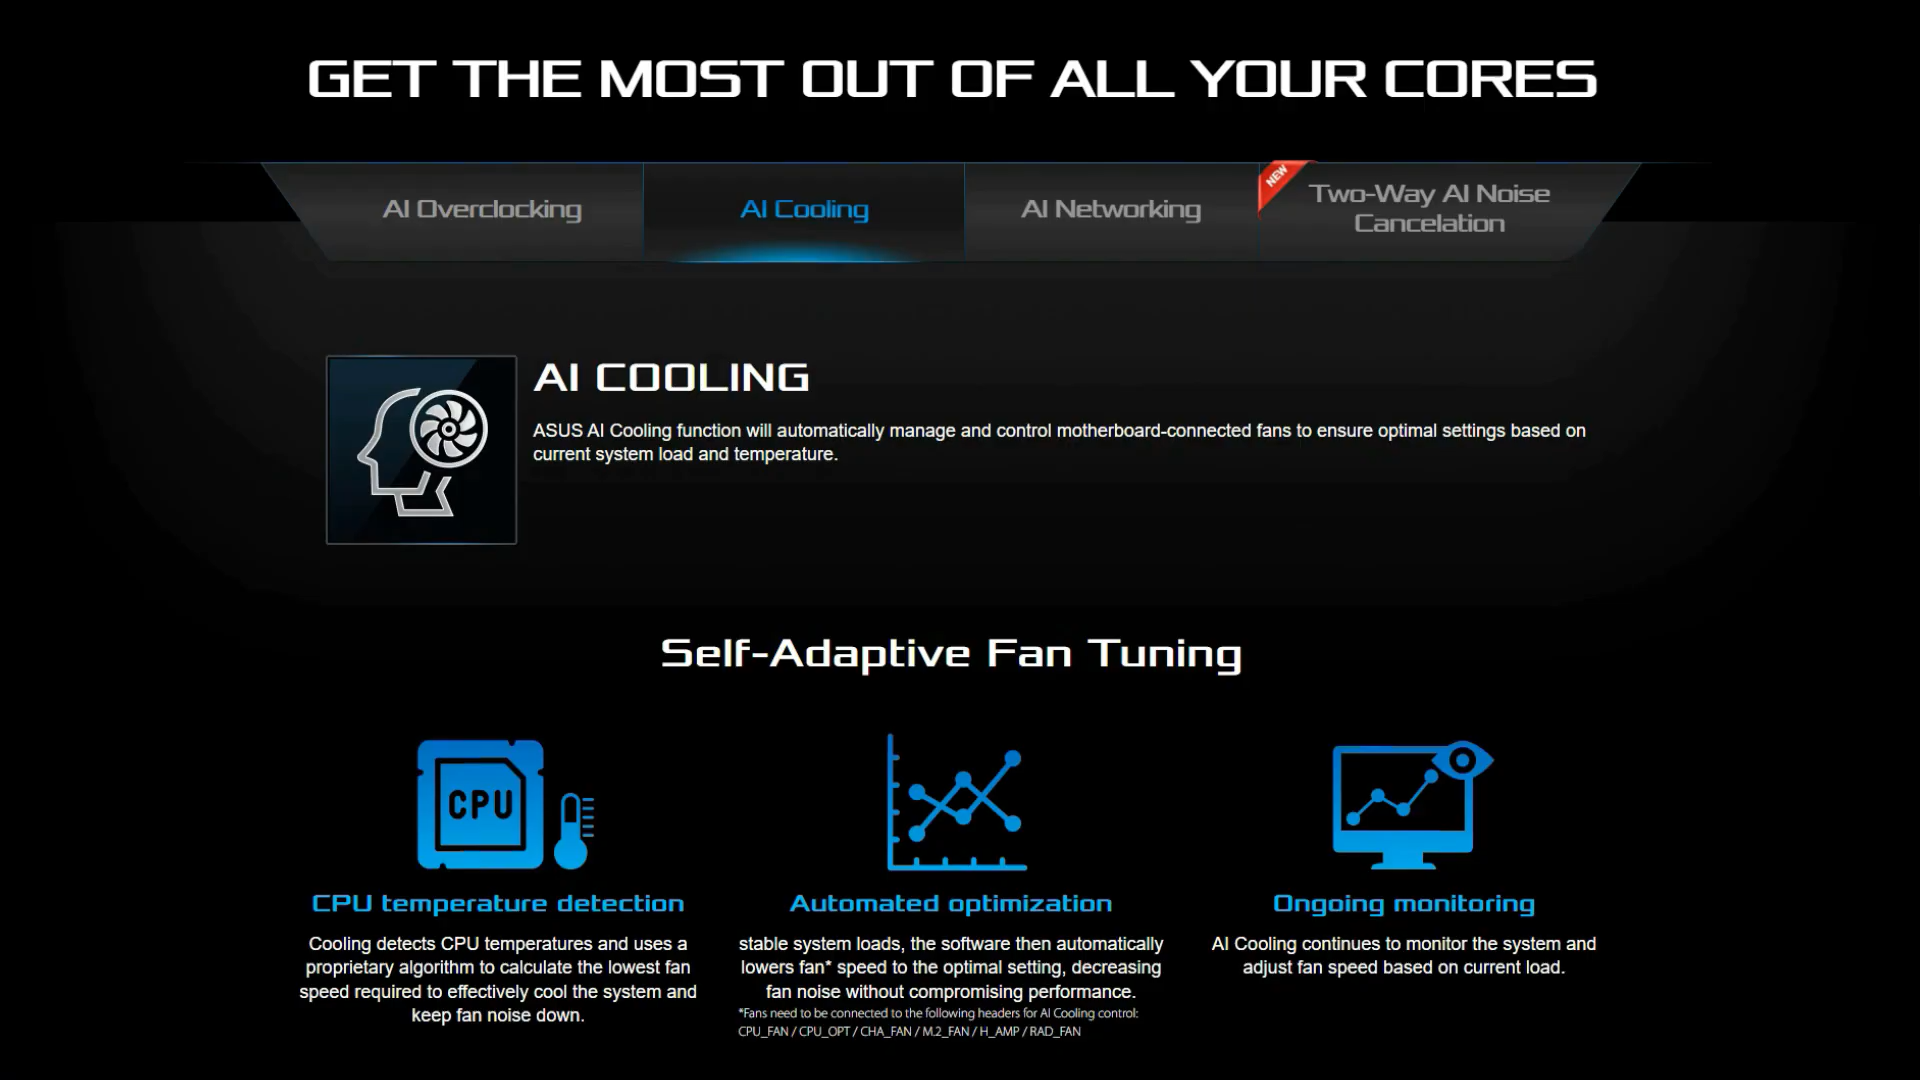 GET THE MOST OUT OF ALL YOUR CORES
AI Overclocking
AI Cooling
AI Networking
NEW
Two-Way AI Noise
Cancelation
AI COOLING
ASUS AI Cooling function will automatically manage and control motherboard-connected fans to ensure optimal settings based on
current system load and temperature.
Self-Adaptive Fan Tuning
CPU
CPU temperature detection
Cooling detects CPU temperatures and uses a
proprietary algorithm to calculate the lowest fan
speed required to effectively cool the system and
keep fan noise down.
Automated optimization
stable system loads, the software then automatically
lowers fan* speed to the optimal setting, decreasing
fan noise without compromising performance.
*Fans need to be connected to the following headers for AI Cooling control:
CPU_FAN / CPU_OPT / CHA_FAN / M.2_FAN / H_AMP / RAD_FAN
Ongoing monitoring
AI Cooling continues to monitor the system and
adjust fan speed based on current load.